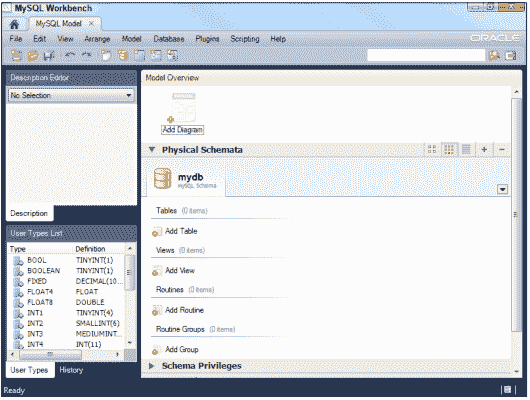 MySQL Workbench
MySQL Model ×
File Edit View Arrange Model Database Plugins Scripting Help
ORACLE
Description Editor
No Selection
Description
User Types List
Type Definition
BOOL TINYINT(1)
BOOLEAN TINYINT(1)
FIXED DECIMAL(10...
FLOAT4 FLOAT
FLOAT8 DOUBLE
INT1 TINYINT(4)
INT2 SMALLINT(6)
INT3 MEDIUMINT...
INT4 INT(11)
User Types History
Model Overview
Add Diagram
Physical Schemata
mydb
MySQL Schema
Tables (0 items)
Add Table
Views (0 items)
Add View
Routines (0 items)
Add Routine
Routine Groups (0 items)
Add Group
Schema Privileges
Ready